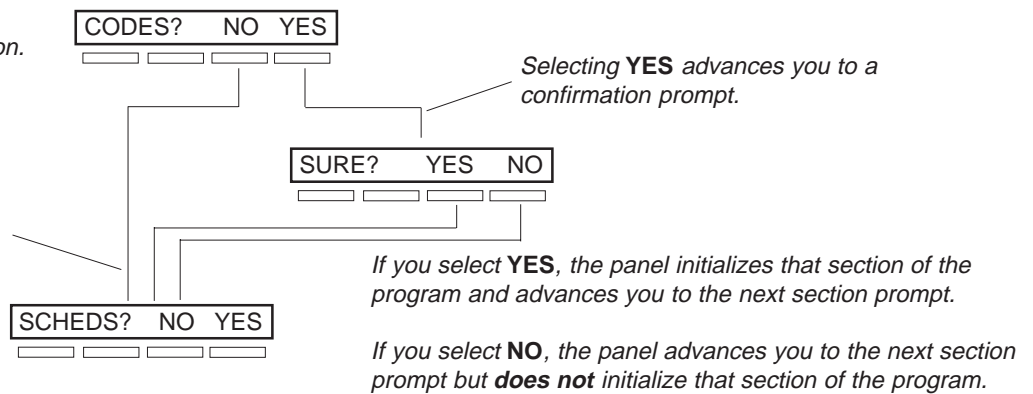 CODES? NO YES
on.
Selecting YES advances you to a
confirmation prompt.
SURE? YES NO
If you select YES, the panel initializes that section of the
program and advances you to the next section prompt.
SCHEDS? NO YES
If you select NO, the panel advances you to the next section
prompt but does not initialize that section of the program.